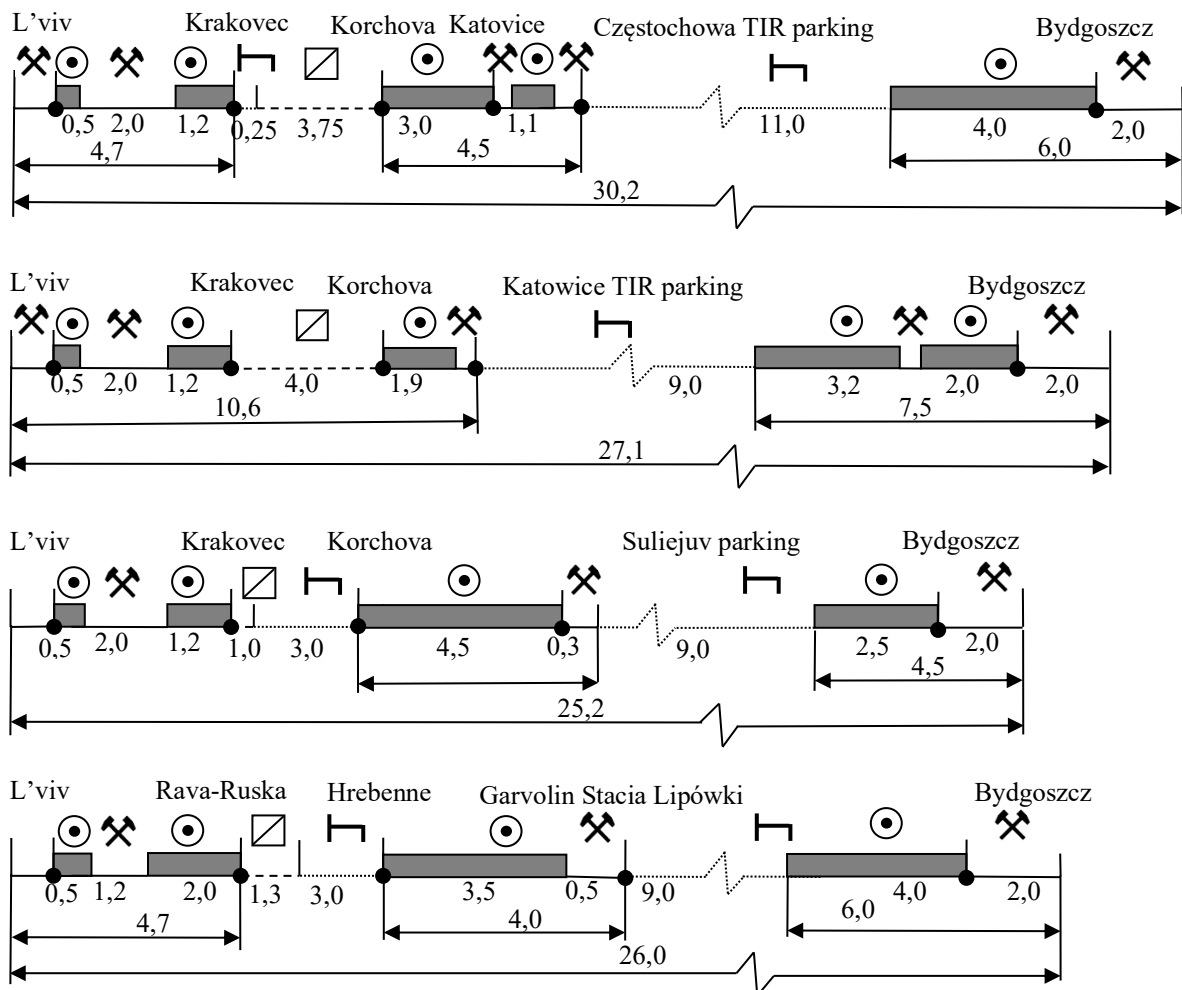 L’viv Krakovec Korchova Katovice Częstochowa TIR parking Bydgoszcz
0,5 2,0 1,2 0,25 3,75 3,0 1,1 11,0 4,0 2,0
4,7 4,5 6,0
30,2
L’viv Krakovec Korchova Katowice TIR parking Bydgoszcz
0,5 2,0 1,2 4,0 1,9 9,0 3,2 2,0 2,0
10,6 7,5
27,1
L’viv Krakovec Korchova Suliejuv parking Bydgoszcz
0,5 2,0 1,2 1,0 3,0 4,5 0,3 9,0 2,5 2,0
4,5
25,2
L’viv Rava-Ruska Hrebenne Garvolin Stacia Lipówki Bydgoszcz
0,5 1,2 2,0 1,3 3,0 3,5 0,5 9,0 4,0 2,0
4,7 4,0 6,0
26,0